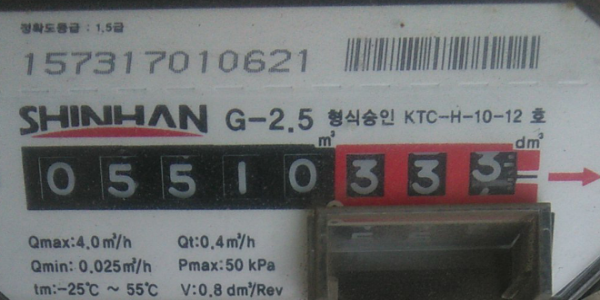 정확도등급 : 1.5급
157317010621
SHINHAN G-2.5 형식승인 KTC-H-10-12 호
m³ dm³
05510 333
Qmax:4.0m³/h Qt:0.4m³/h
Qmin: 0.025m³/h Pmax:50 kPa
tm:-25℃ ~ 55℃ V:0.8 dm³/Rev